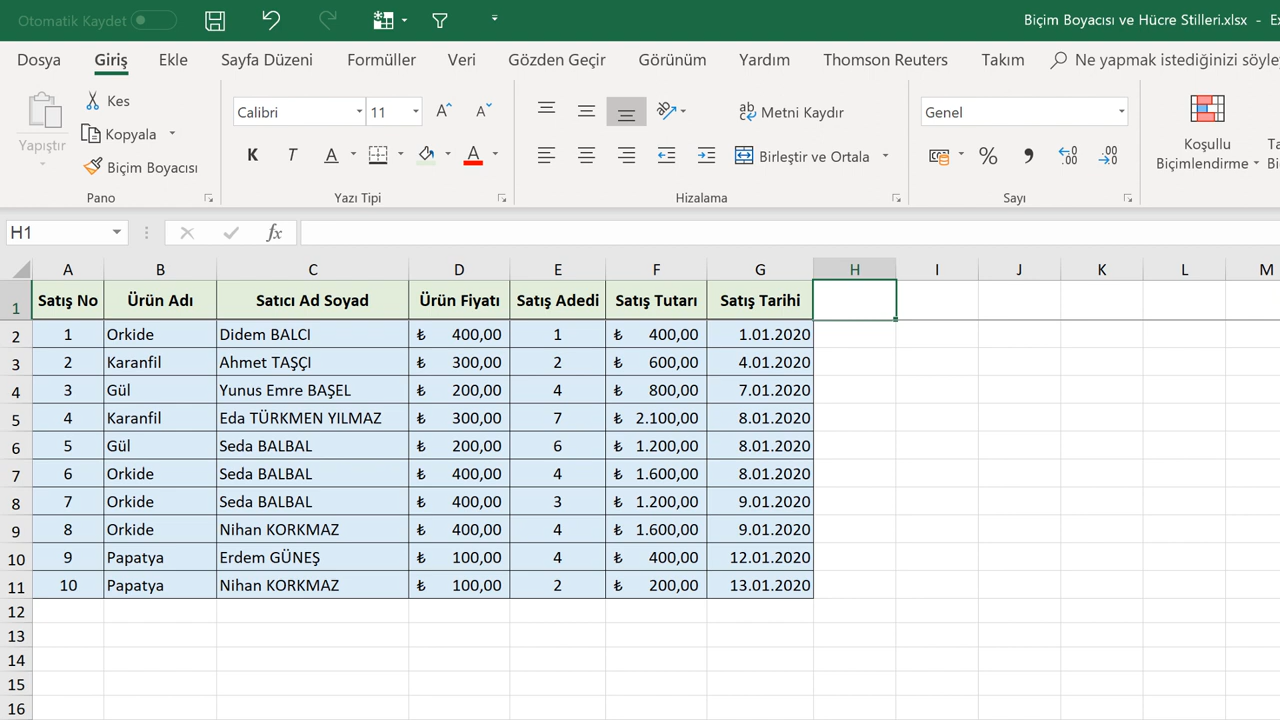 Otomatik Kaydet
Biçim Boyacısı ve Hücre Stilleri.xlsx - Ex
Dosya Giriş Ekle Sayfa Düzeni Formüller Veri Gözden Geçir Görünüm Yardım Thomson Reuters Takım Ne yapmak istediğinizi söyley
Yapıştır
Kes
Kopyala
Biçim Boyacısı
Pano
Calibri 11
K T A A
Yazı Tipi
Metni Kaydır
Birleştir ve Ortala
Hizalama
Genel
% 
Sayı
Koşullu
Biçimlendirme
H1 fx
A B C D E F G H I J K L M
1 Satış No Ürün Adı Satıcı Ad Soyad Ürün Fiyatı Satış Adedi Satış Tutarı Satış Tarihi
2 1 Orkide Didem BALCI ₺ 400,00 1 ₺ 400,00 1.01.2020
3 2 Karanfil Ahmet TAŞÇI ₺ 300,00 2 ₺ 600,00 4.01.2020
4 3 Gül Yunus Emre BAŞEL ₺ 200,00 4 ₺ 800,00 7.01.2020
5 4 Karanfil Eda TÜRKMEN YILMAZ ₺ 300,00 7 ₺ 2.100,00 8.01.2020
6 5 Gül Seda BALBAL ₺ 200,00 6 ₺ 1.200,00 8.01.2020
7 6 Orkide Seda BALBAL ₺ 400,00 4 ₺ 1.600,00 8.01.2020
8 7 Orkide Seda BALBAL ₺ 400,00 3 ₺ 1.200,00 9.01.2020
9 8 Orkide Nihan KORKMAZ ₺ 400,00 4 ₺ 1.600,00 9.01.2020
10 9 Papatya Erdem GÜNEŞ ₺ 100,00 4 ₺ 400,00 12.01.2020
11 10 Papatya Nihan KORKMAZ ₺ 100,00 2 ₺ 200,00 13.01.2020
12
13
14
15
16